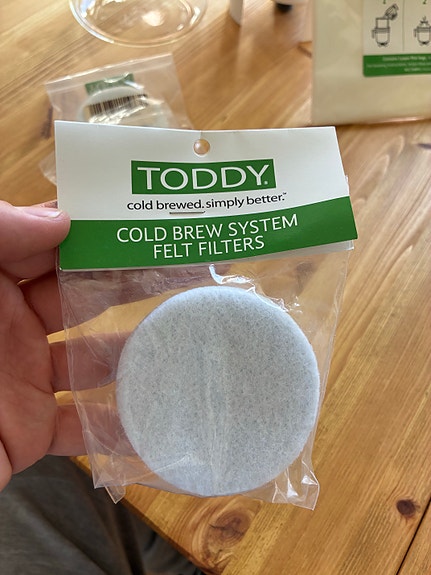 TODDY®
cold brewed. simply better.™
COLD BREW SYSTEM
FELT FILTERS